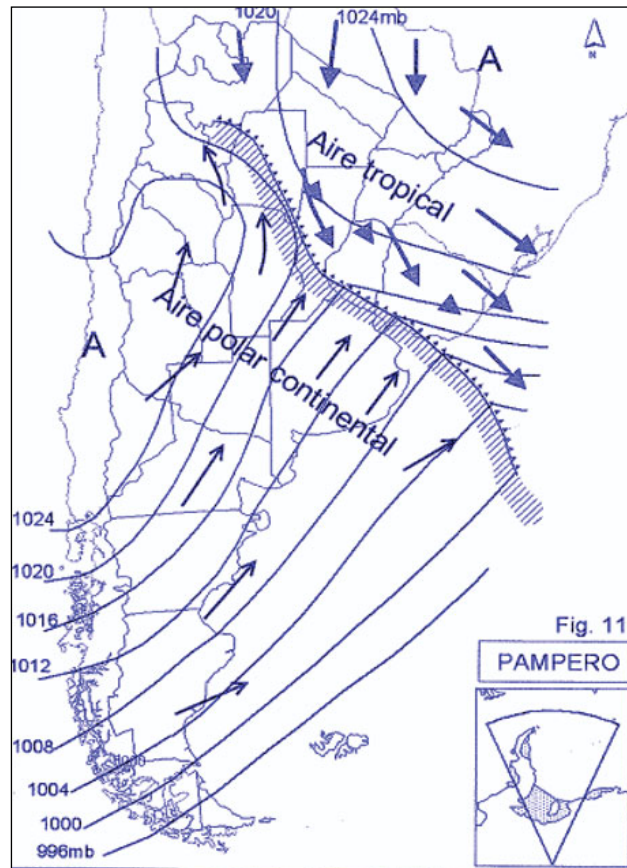 1020
1024mb
A
N
Aire tropical
Aire polar continental
A
1024
1020
1016
1012
1008
1004
1000
996mb
Fig. 11
PAMPERO